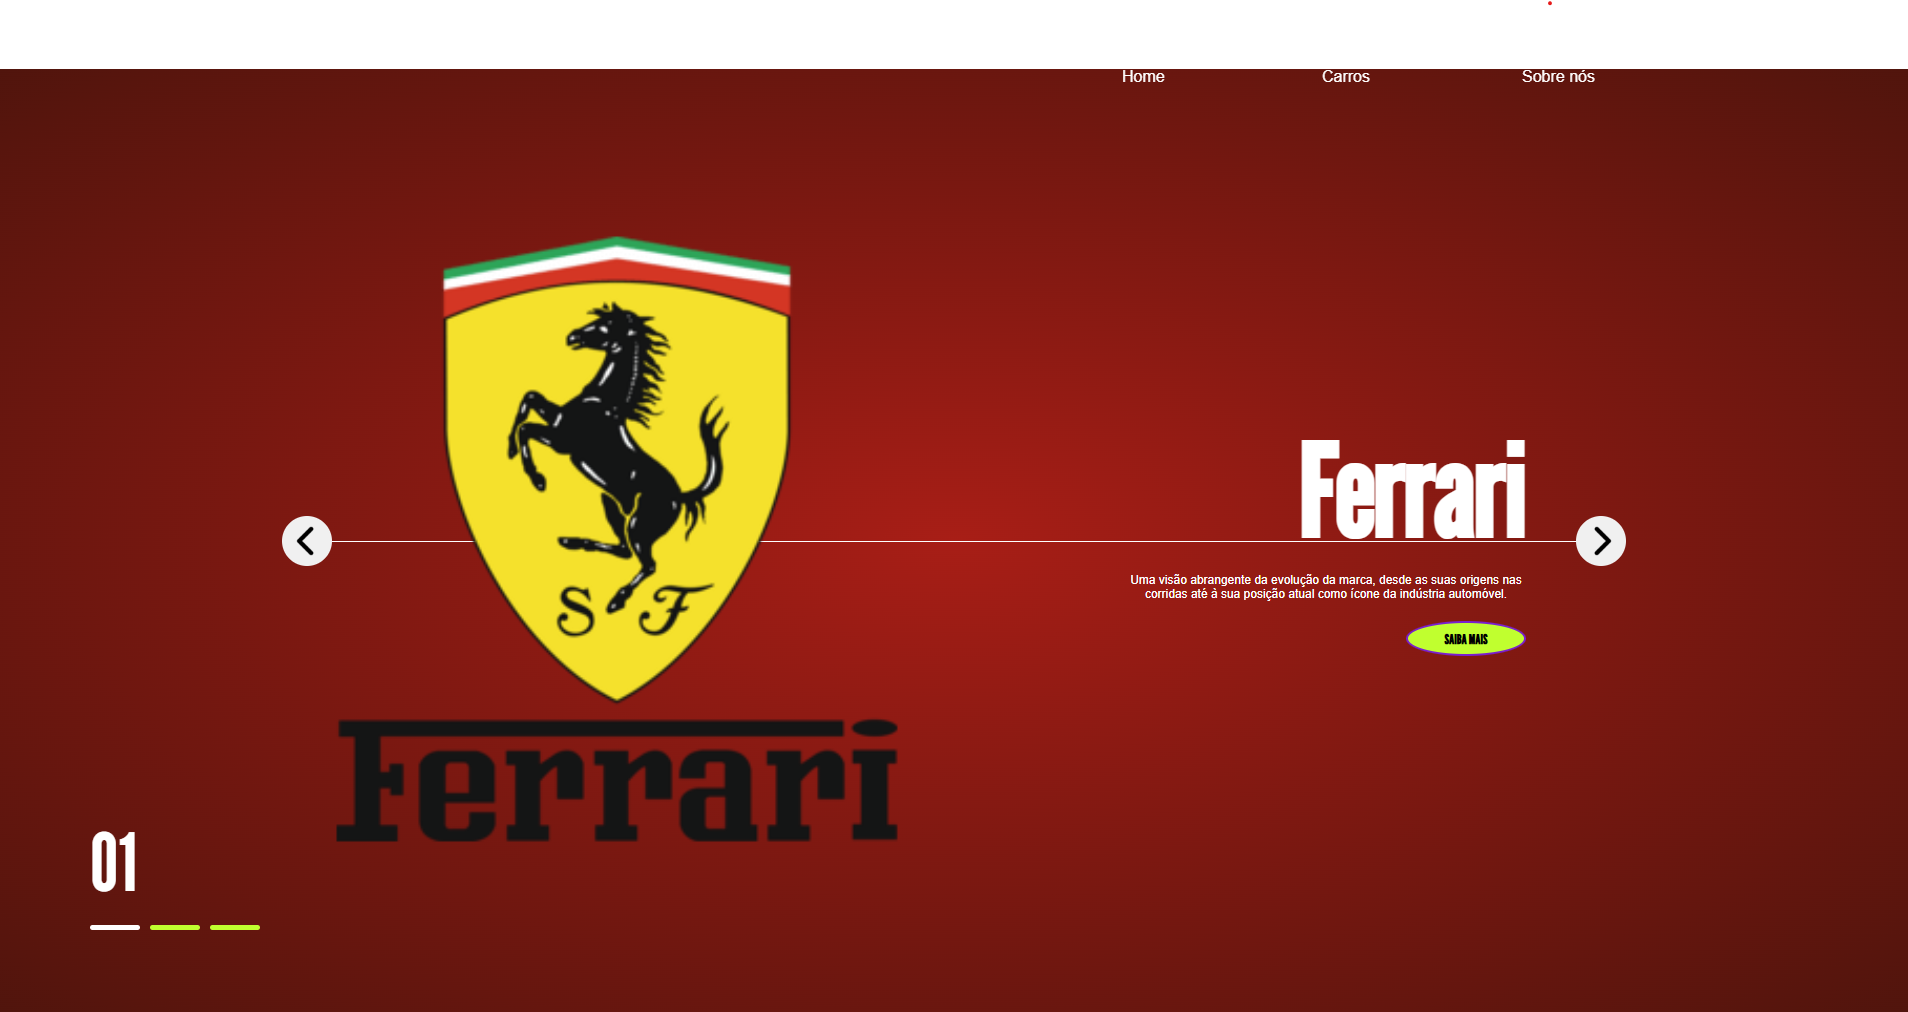 Home Carros Sobre nós
S F
Ferrari
Ferrari
Uma visão abrangente da evolução da marca, desde as suas origens nas
corridas até à sua posição atual como ícone da indústria automóvel.
SAIBA MAIS
01